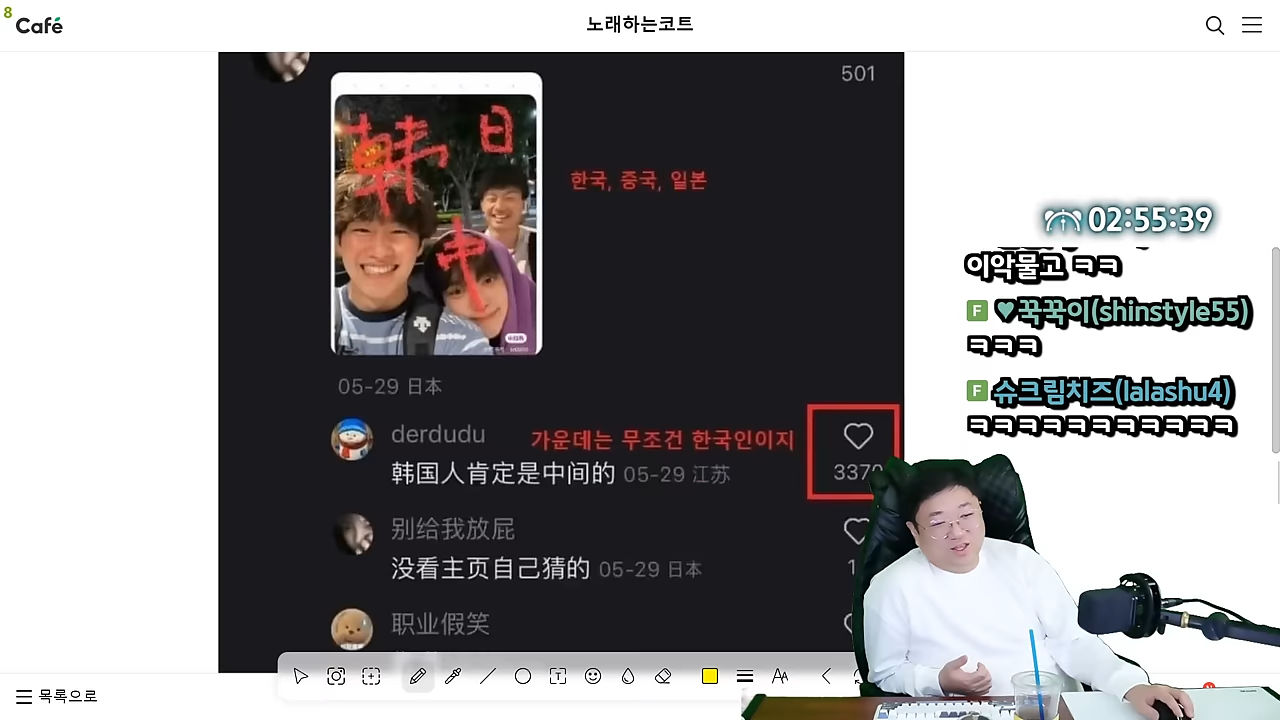 8
Café
노래하는코트
501
韩 日
한국, 중국, 일본
中
05-29 日本
02:55:39
이악물고 ㅋㅋ
F ♥꾹꾹이(shinstyle55)
ㅋㅋㅋ
F 슈크림치즈(lalashu4)
ㅋㅋㅋㅋㅋㅋㅋㅋㅋㅋㅋ
derdudu
가운데는 무조건 한국인이지
韩国人肯定是中间的 05-29 江苏
3370
别给我放屁
没看主页自己猜的 05-29 日本
1
职业假笑
목록으로